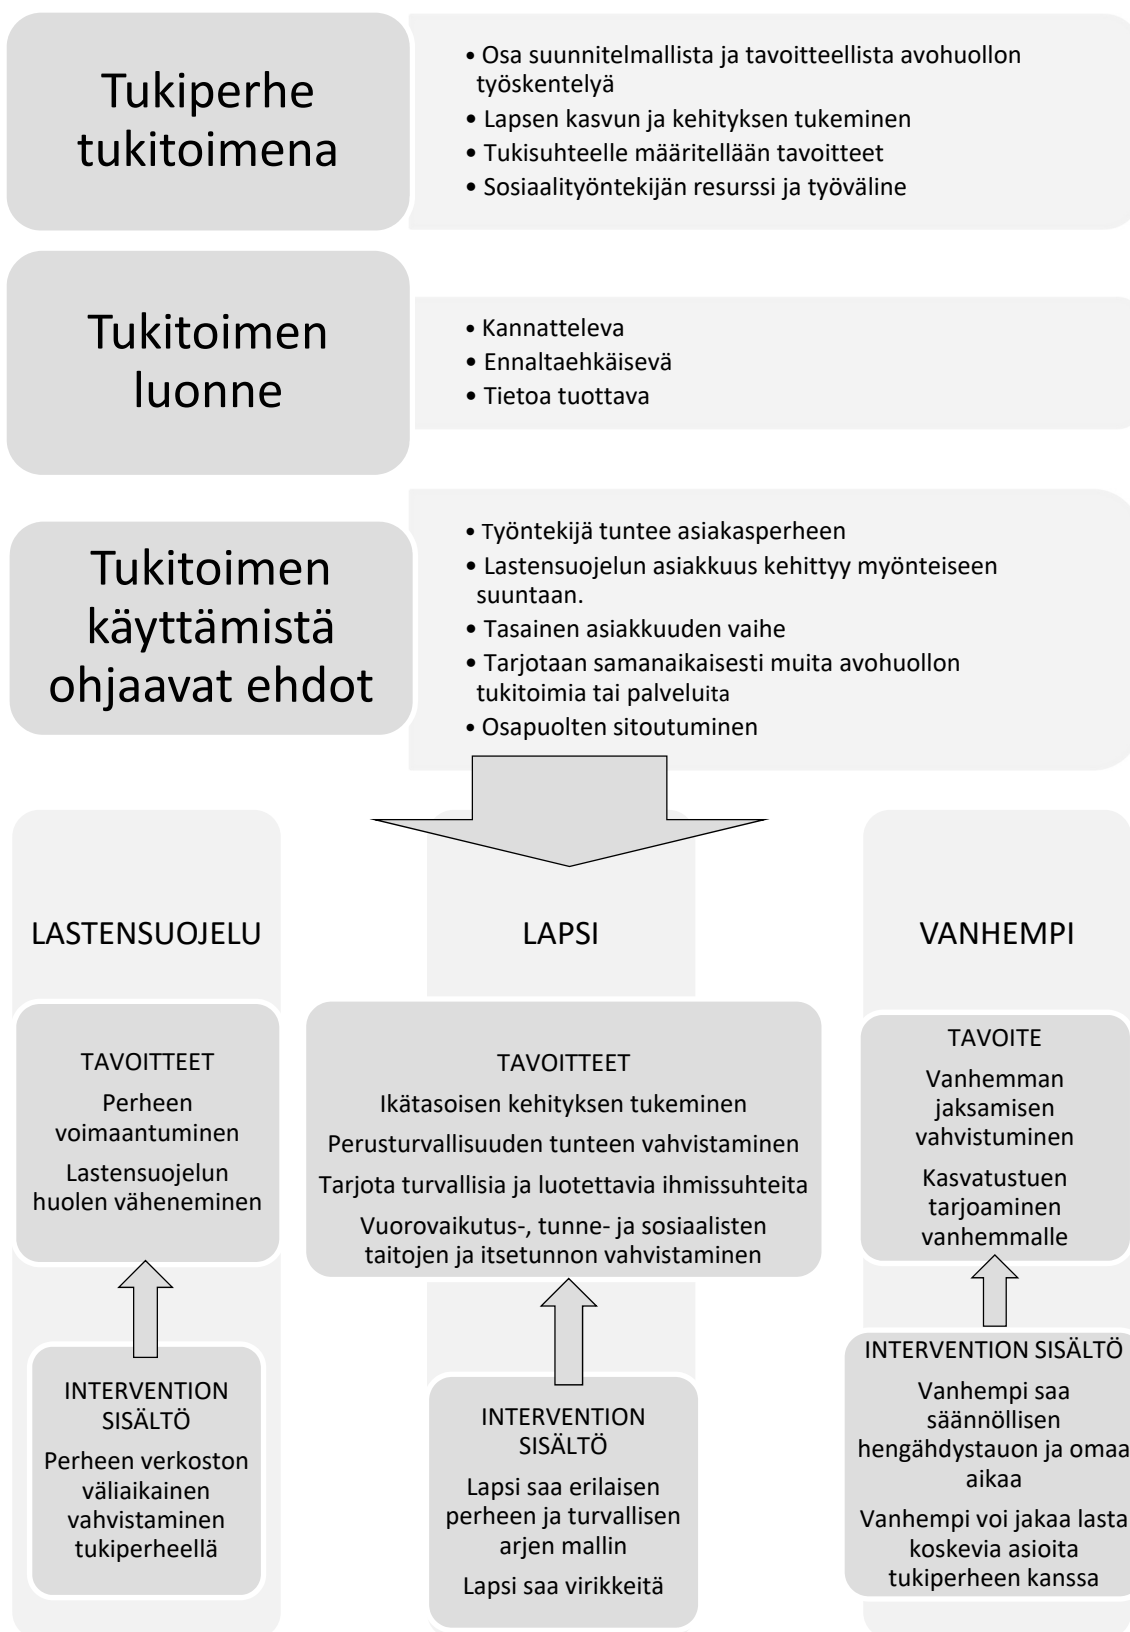 Tukiperhe
tukitoimena
• Osa suunnitelmallista ja tavoitteellista avohuollon
työskentelyä
• Lapsen kasvun ja kehityksen tukeminen
• Tukisuhteelle määritellään tavoitteet
• Sosiaalityöntekijän resurssi ja työväline
Tukitoimen
luonne
• Kannatteleva
• Ennaltaehkäisevä
• Tietoa tuottava
Tukitoimen
käyttämistä
ohjaavat ehdot
• Työntekijä tuntee asiakasperheen
• Lastensuojelun asiakkuus kehittyy myönteiseen
suuntaan.
• Tasainen asiakkuuden vaihe
• Tarjotaan samanaikaisesti muita avohuollon
tukitoimia tai palveluita
• Osapuolten sitoutuminen
LASTENSUOJELU
TAVOITTEET
Perheen
voimaantuminen
Lastensuojelun
huolen väheneminen
INTERVENTION
SISÄLTÖ
Perheen verkoston
väliaikainen
vahvistaminen
tukiperheellä
LAPSI
TAVOITTEET
Ikätasoisen kehityksen tukeminen
Perusturvallisuuden tunteen vahvistaminen
Tarjota turvallisia ja luotettavia ihmissuhteita
Vuorovaikutus-, tunne- ja sosiaalisten
taitojen ja itsetunnon vahvistaminen
INTERVENTION
SISÄLTÖ
Lapsi saa erilaisen
perheen ja turvallisen
arjen mallin
Lapsi saa virikkeitä
VANHEMPI
TAVOITE
Vanhemman
jaksamisen
vahvistuminen
Kasvatustuen
tarjoaminen
vanhemmalle
INTERVENTION SISÄLTÖ
Vanhempi saa
säännöllisen
hengähdystauon ja omaa
aikaa
Vanhempi voi jakaa lasta
koskevia asioita
tukiperheen kanssa